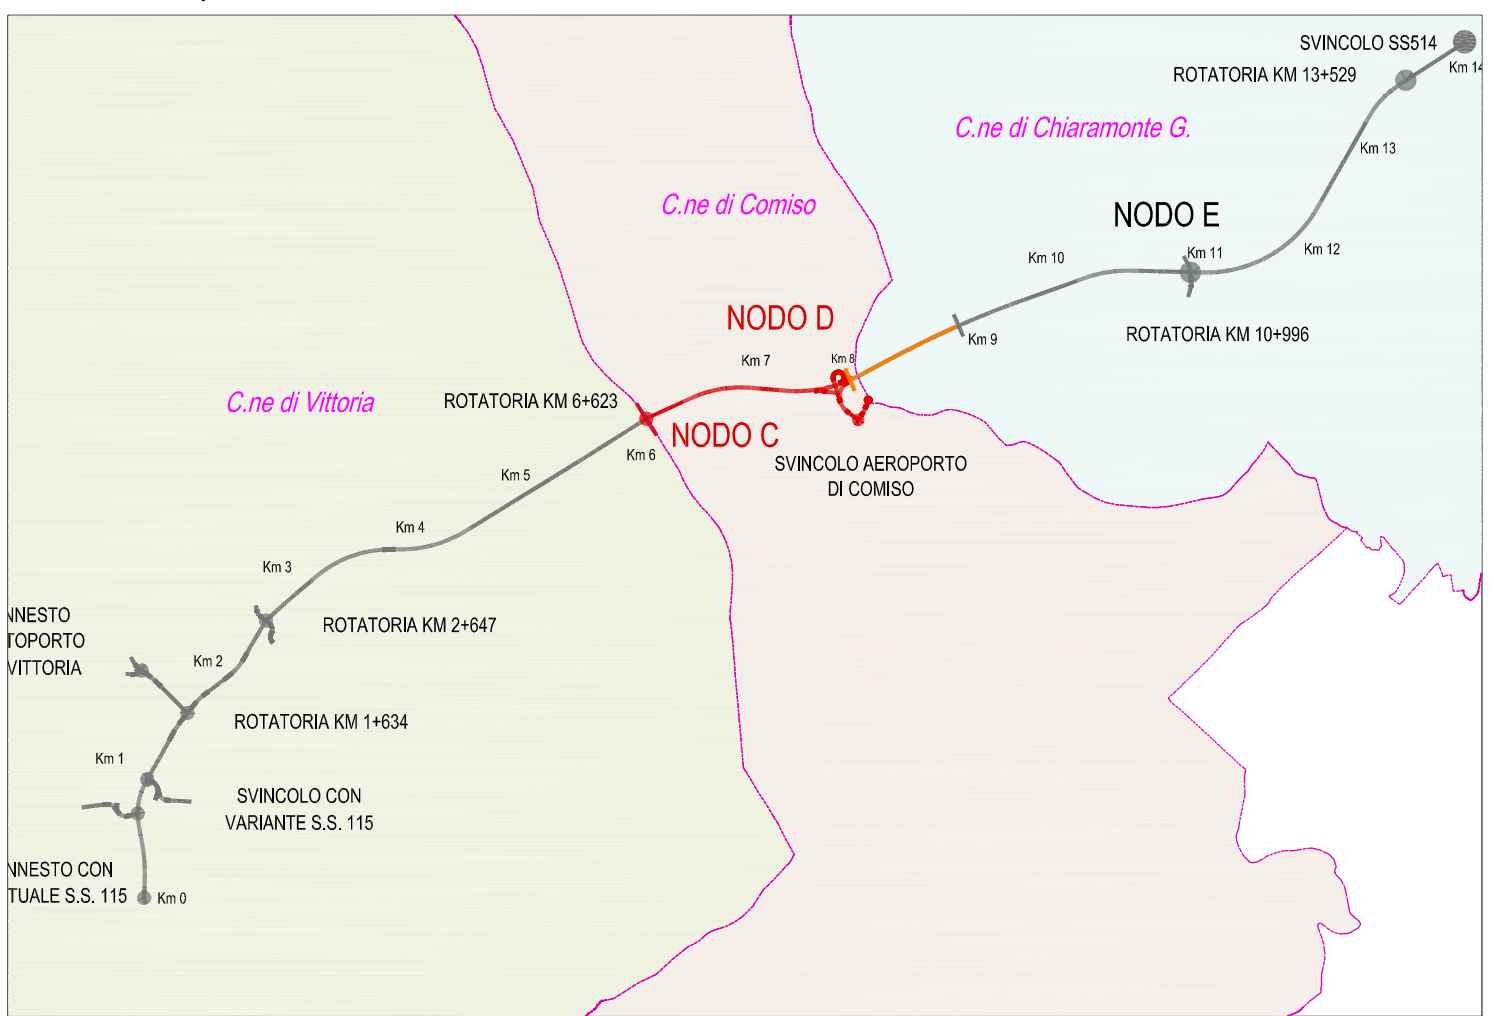 SVINCOLO SS514
Km 14
ROTATORIA KM 13+529
C.ne di Chiaramonte G.
Km 13
C.ne di Comiso
NODO E
Km 12
Km 11
Km 10
NODO D
ROTATORIA KM 10+996
Km 9
Km 8
Km 7
C.ne di Vittoria
ROTATORIA KM 6+623
NODO C
Km 6
SVINCOLO AEROPORTO
DI COMISO
Km 5
Km 4
Km 3
NNESTO
TOPORTO
VITTORIA
ROTATORIA KM 2+647
Km 2
ROTATORIA KM 1+634
Km 1
SVINCOLO CON
VARIANTE S.S. 115
NNESTO CON
TUALE S.S. 115
Km 0